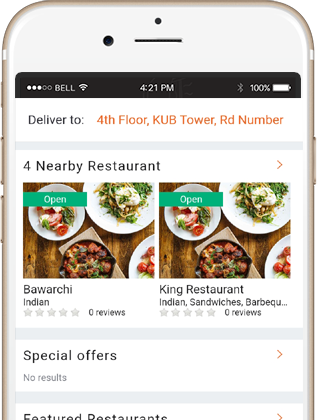 BELL 4:21 PM 100%
Deliver to: 4th Floor, KUB Tower, Rd Number
4 Nearby Restaurant
Open Open
Bawarchi King Restaurant
Indian Indian, Sandwiches, Barbequ...
0 reviews 0 reviews
Special offers
No results
Featured Restaurants